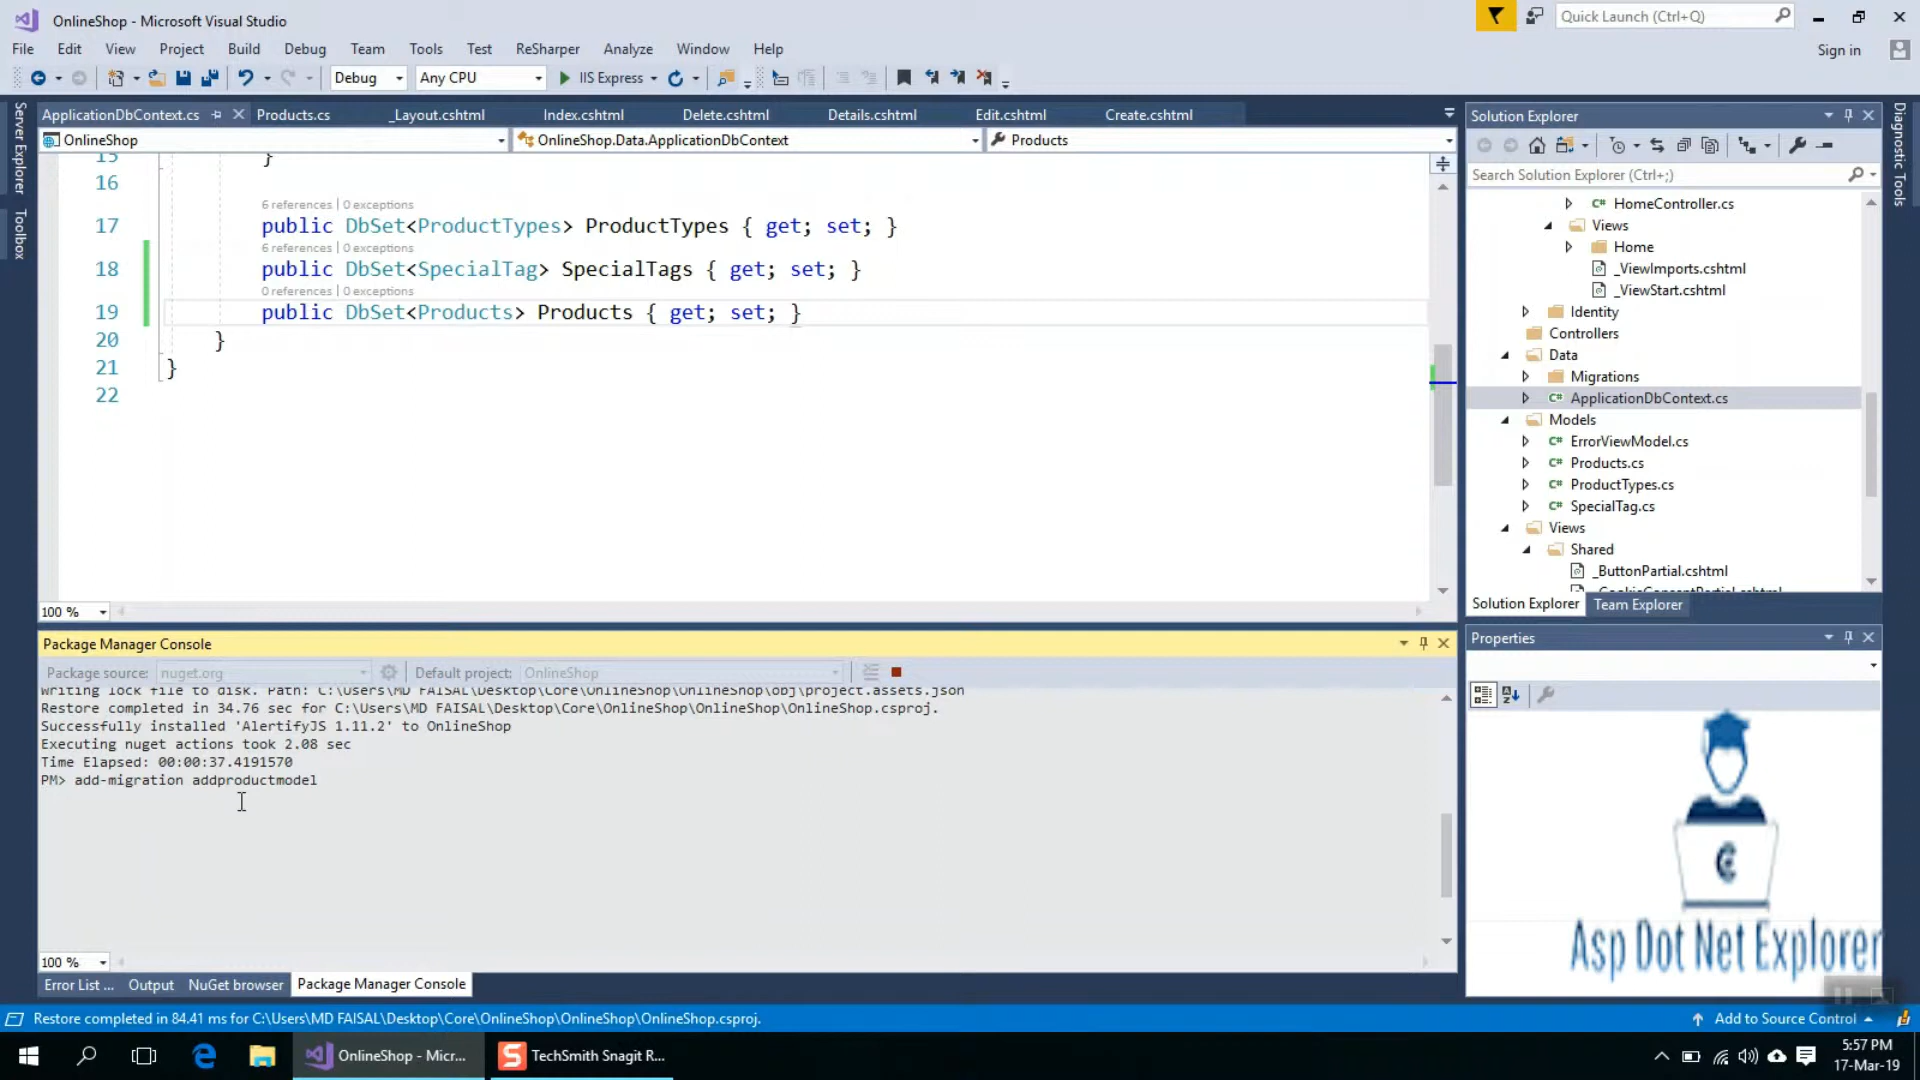 OnlineShop - Microsoft Visual Studio
Quick Launch (Ctrl+Q)
File Edit View Project Build Debug Team Tools Test ReSharper Analyze Window Help
Sign in
Debug Any CPU IIS Express
Server Explorer
Toolbox
ApplicationDbContext.cs Products.cs _Layout.cshtml Index.cshtml Delete.cshtml Details.cshtml Edit.cshtml Create.cshtml
OnlineShop OnlineShop.Data.ApplicationDbContext Products
15 }
16
6 references | 0 exceptions
17 public DbSet<ProductTypes> ProductTypes { get; set; }
6 references | 0 exceptions
18 public DbSet<SpecialTag> SpecialTags { get; set; }
0 references | 0 exceptions
19 public DbSet<Products> Products { get; set; }
20 }
21 }
22
100 %
Package Manager Console
Package source: nuget.org Default project: OnlineShop
Writing lock file to disk. Path: C:\Users\MD FAISAL\Desktop\Core\OnlineShop\OnlineShop\obj\project.assets.json
Restore completed in 34.76 sec for C:\Users\MD FAISAL\Desktop\Core\OnlineShop\OnlineShop\OnlineShop.csproj.
Successfully installed 'AlertifyJS 1.11.2' to OnlineShop
Executing nuget actions took 2.08 sec
Time Elapsed: 00:00:37.4191570
PM> add-migration addproductmodel
100 %
Error List ... Output NuGet browser Package Manager Console
Solution Explorer
Search Solution Explorer (Ctrl+;)
C# HomeController.cs
Views
Home
_ViewImports.cshtml
_ViewStart.cshtml
Identity
Controllers
Data
Migrations
C# ApplicationDbContext.cs
Models
C# ErrorViewModel.cs
C# Products.cs
C# ProductTypes.cs
C# SpecialTag.cs
Views
Shared
_ButtonPartial.cshtml
_CookieConsentPartial.cshtml
Solution Explorer Team Explorer
Properties
Asp Dot Net Explorer
Diagnostic Tools
Restore completed in 84.41 ms for C:\Users\MD FAISAL\Desktop\Core\OnlineShop\OnlineShop\OnlineShop.csproj.
Add to Source Control
OnlineShop - Micr...
TechSmith Snagit R...
5:57 PM
17-Mar-19